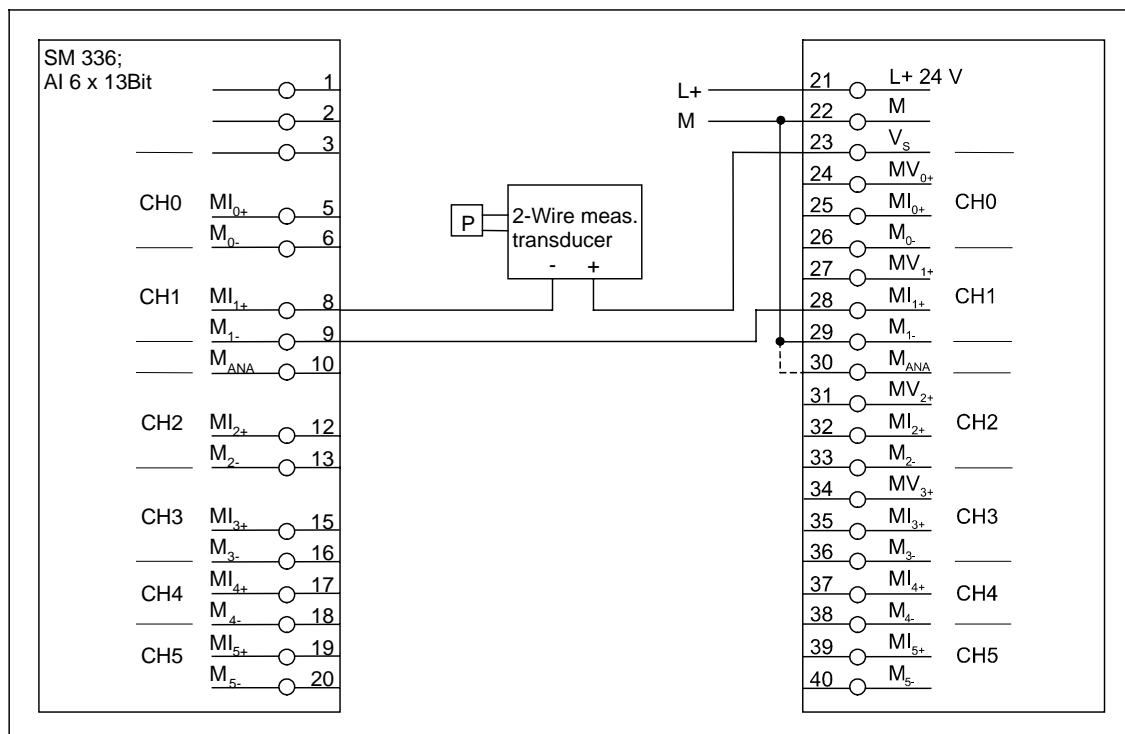 SM 336;
AI 6 x 13Bit
1
2
3
CH0 MI0+ 5
M0- 6
CH1 MI1+ 8
M1- 9
MANA 10
CH2 MI2+ 12
M2- 13
CH3 MI3+ 15
M3- 16
CH4 MI4+ 17
M4- 18
CH5 MI5+ 19
M5- 20
P
2-Wire meas.
transducer
- +
L+ 21 L+ 24 V
M 22 M
23 VS
24 MV0+
25 MI0+ CH0
26 M0-
27 MV1+
28 MI1+ CH1
29 M1-
30 MANA
31 MV2+
32 MI2+ CH2
33 M2-
34 MV3+
35 MI3+ CH3
36 M3-
37 MI4+ CH4
38 M4-
39 MI5+ CH5
40 M5-